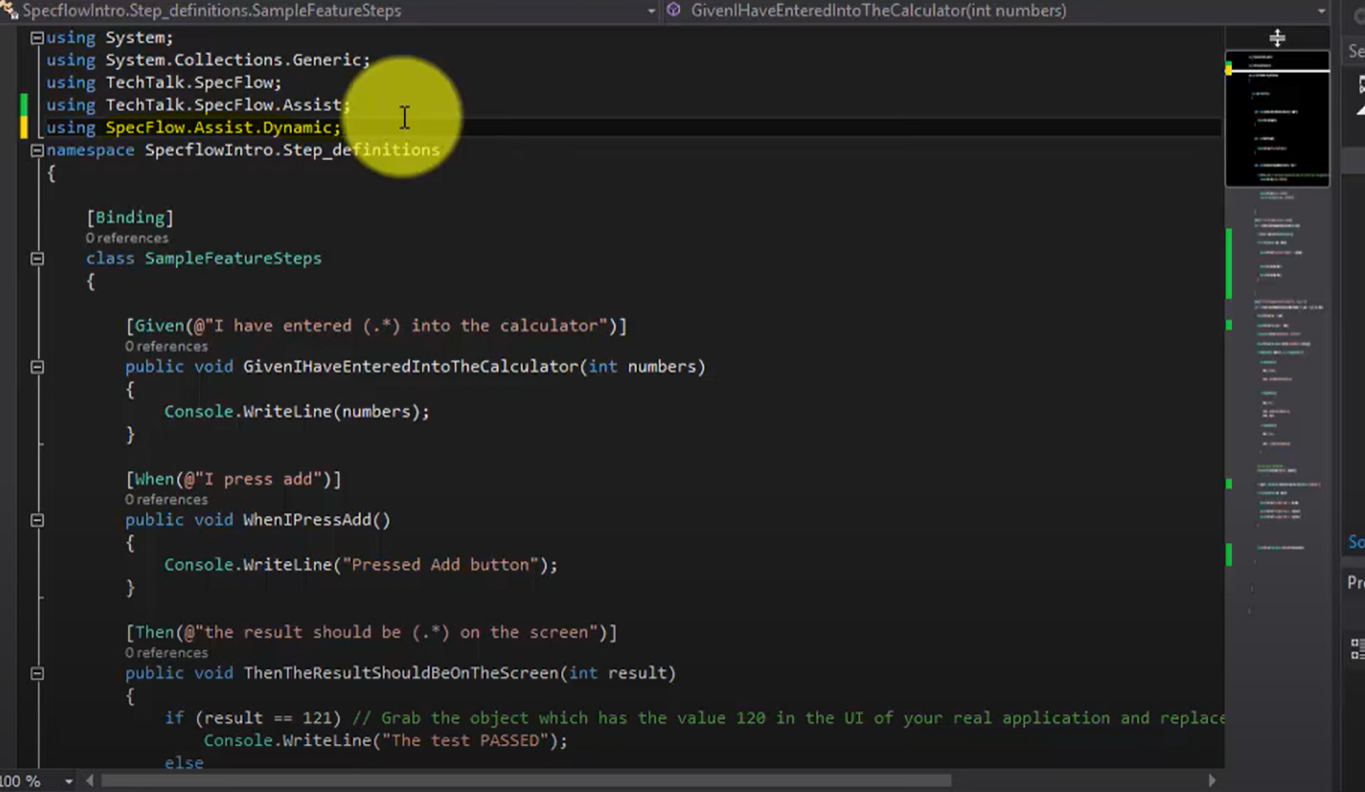 SpecflowIntro.Step_definitions.SampleFeatureSteps GivenIHaveEnteredIntoTheCalculator(int numbers)
using System;
using System.Collections.Generic;
using TechTalk.SpecFlow;
using TechTalk.SpecFlow.Assist;
using SpecFlow.Assist.Dynamic;
namespace SpecflowIntro.Step_definitions
{
[Binding]
0 references
class SampleFeatureSteps
{
[Given(@"I have entered (.*) into the calculator")]
0 references
public void GivenIHaveEnteredIntoTheCalculator(int numbers)
{
Console.WriteLine(numbers);
}
[When(@"I press add")]
0 references
public void WhenIPressAdd()
{
Console.WriteLine("Pressed Add button");
}
[Then(@"the result should be (.*) on the screen")]
0 references
public void ThenTheResultShouldBeOnTheScreen(int result)
{
if (result == 121) // Grab the object which has the value 120 in the UI of your real application and replace
Console.WriteLine("The test PASSED");
else
100 %
Se
So
Pr